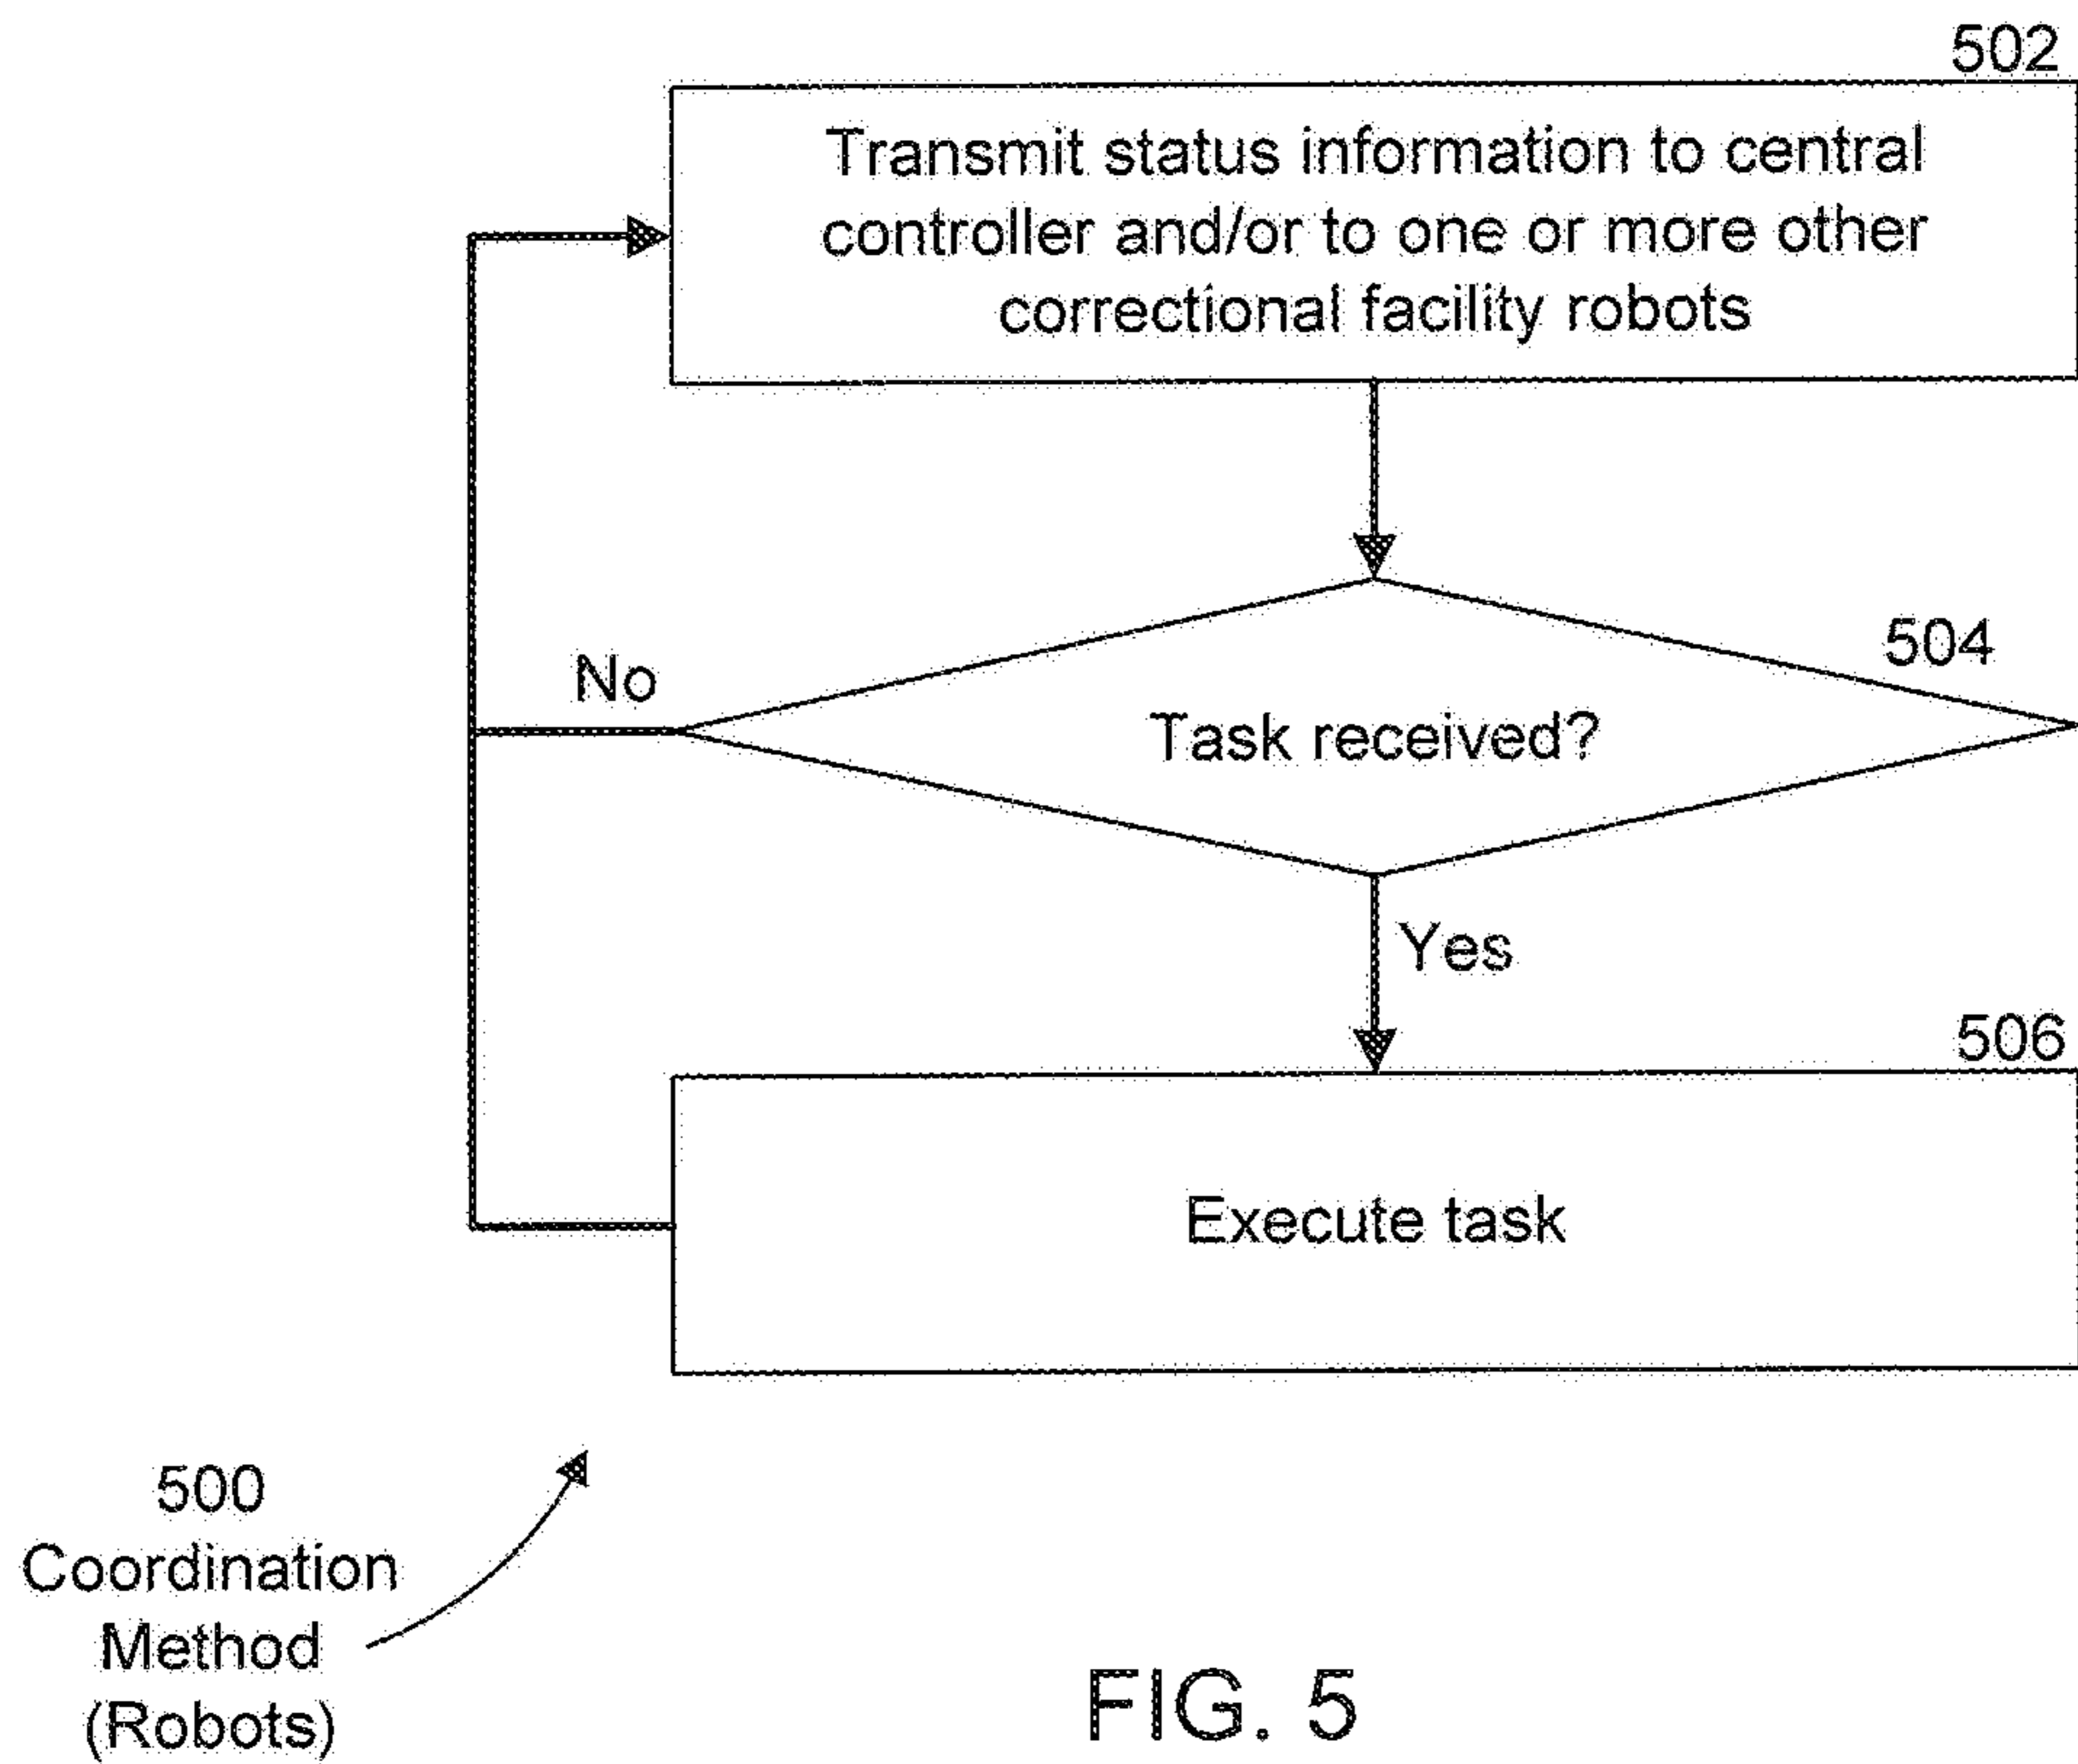 502
Transmit status information to central
controller and/or to one or more other
correctional facility robots
504
No
Task received?
Yes
506
Execute task
500
Coordination
Method
(Robots)
FIG. 5